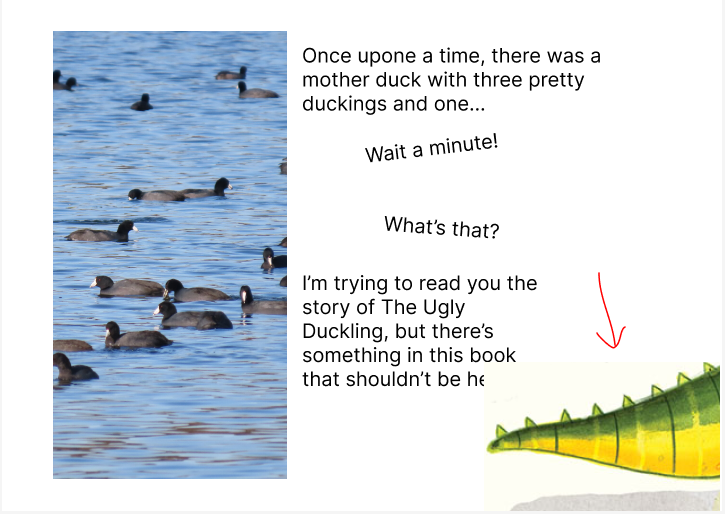 Once upone a time, there was a
mother duck with three pretty
duckings and one...
Wait a minute!
What's that?
I'm trying to read you the
story of The Ugly
Duckling, but there's
something in this book
that shouldn't be he